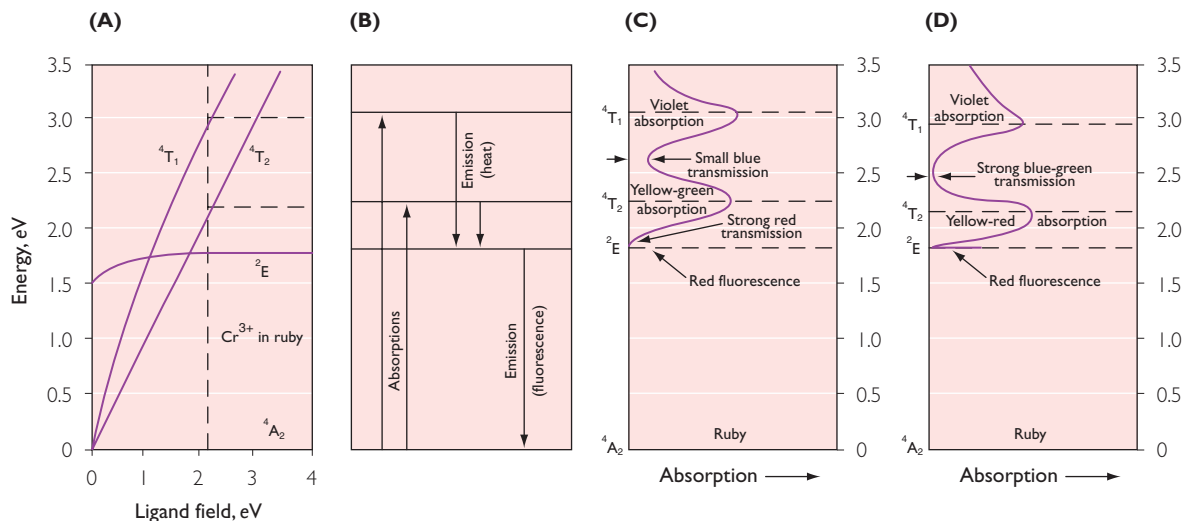 (A)
3.5
3.0
2.5
2.0
1.5
1.0
0.5
0
Energy, eV
⁴T₁
⁴T₂
²E
Cr³⁺ in ruby
⁴A₂
0
1
2
3
4
Ligand field, eV
(B)
Absorptions
Emission
(heat)
Emission
(fluorescence)
(C)
⁴T₁
⁴T₂
²E
⁴A₂
Violet
absorption
Small blue
transmission
Yellow-green
absorption
Strong red
transmission
Red fluorescence
Ruby
Absorption
3.5
3.0
2.5
2.0
1.5
1.0
0.5
0
(D)
⁴T₁
⁴T₂
²E
⁴A₂
Violet
absorption
Strong blue-green
transmission
Yellow-red absorption
Red fluorescence
Ruby
Absorption
3.5
3.0
2.5
2.0
1.5
1.0
0.5
0